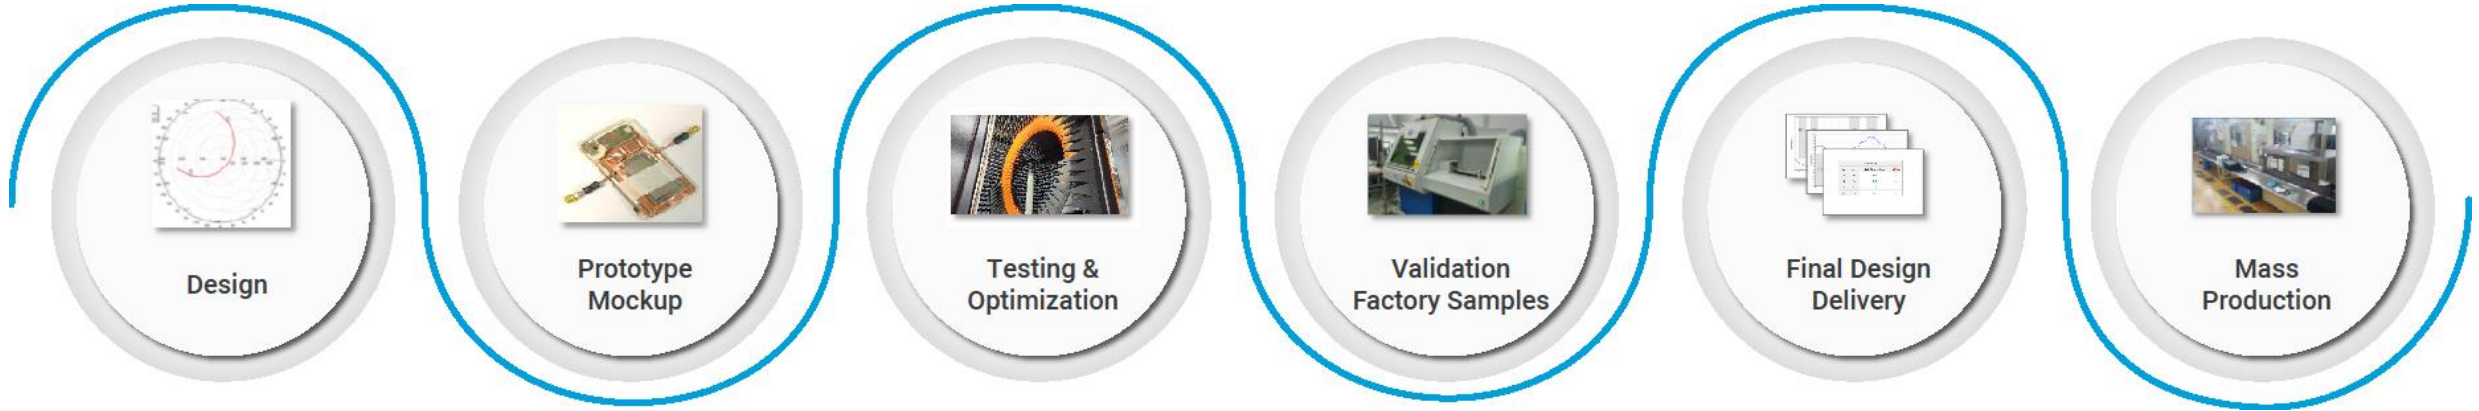 Design
Prototype
Mockup
Testing &
Optimization
Validation
Factory Samples
Final Design
Delivery
Mass
Production